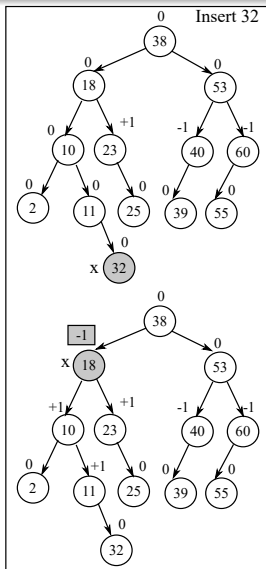 0 Insert 32
38
0 0
18 53
0 +1 -1 -1
10 23 40 60
0 0 0 0 0
2 11 25 39 55
0
x 32
0
-1 38
0
x 18 53
+1 +1 -1 -1
10 23 40 60
0 +1 0 0 0
2 11 25 39 55
0
32